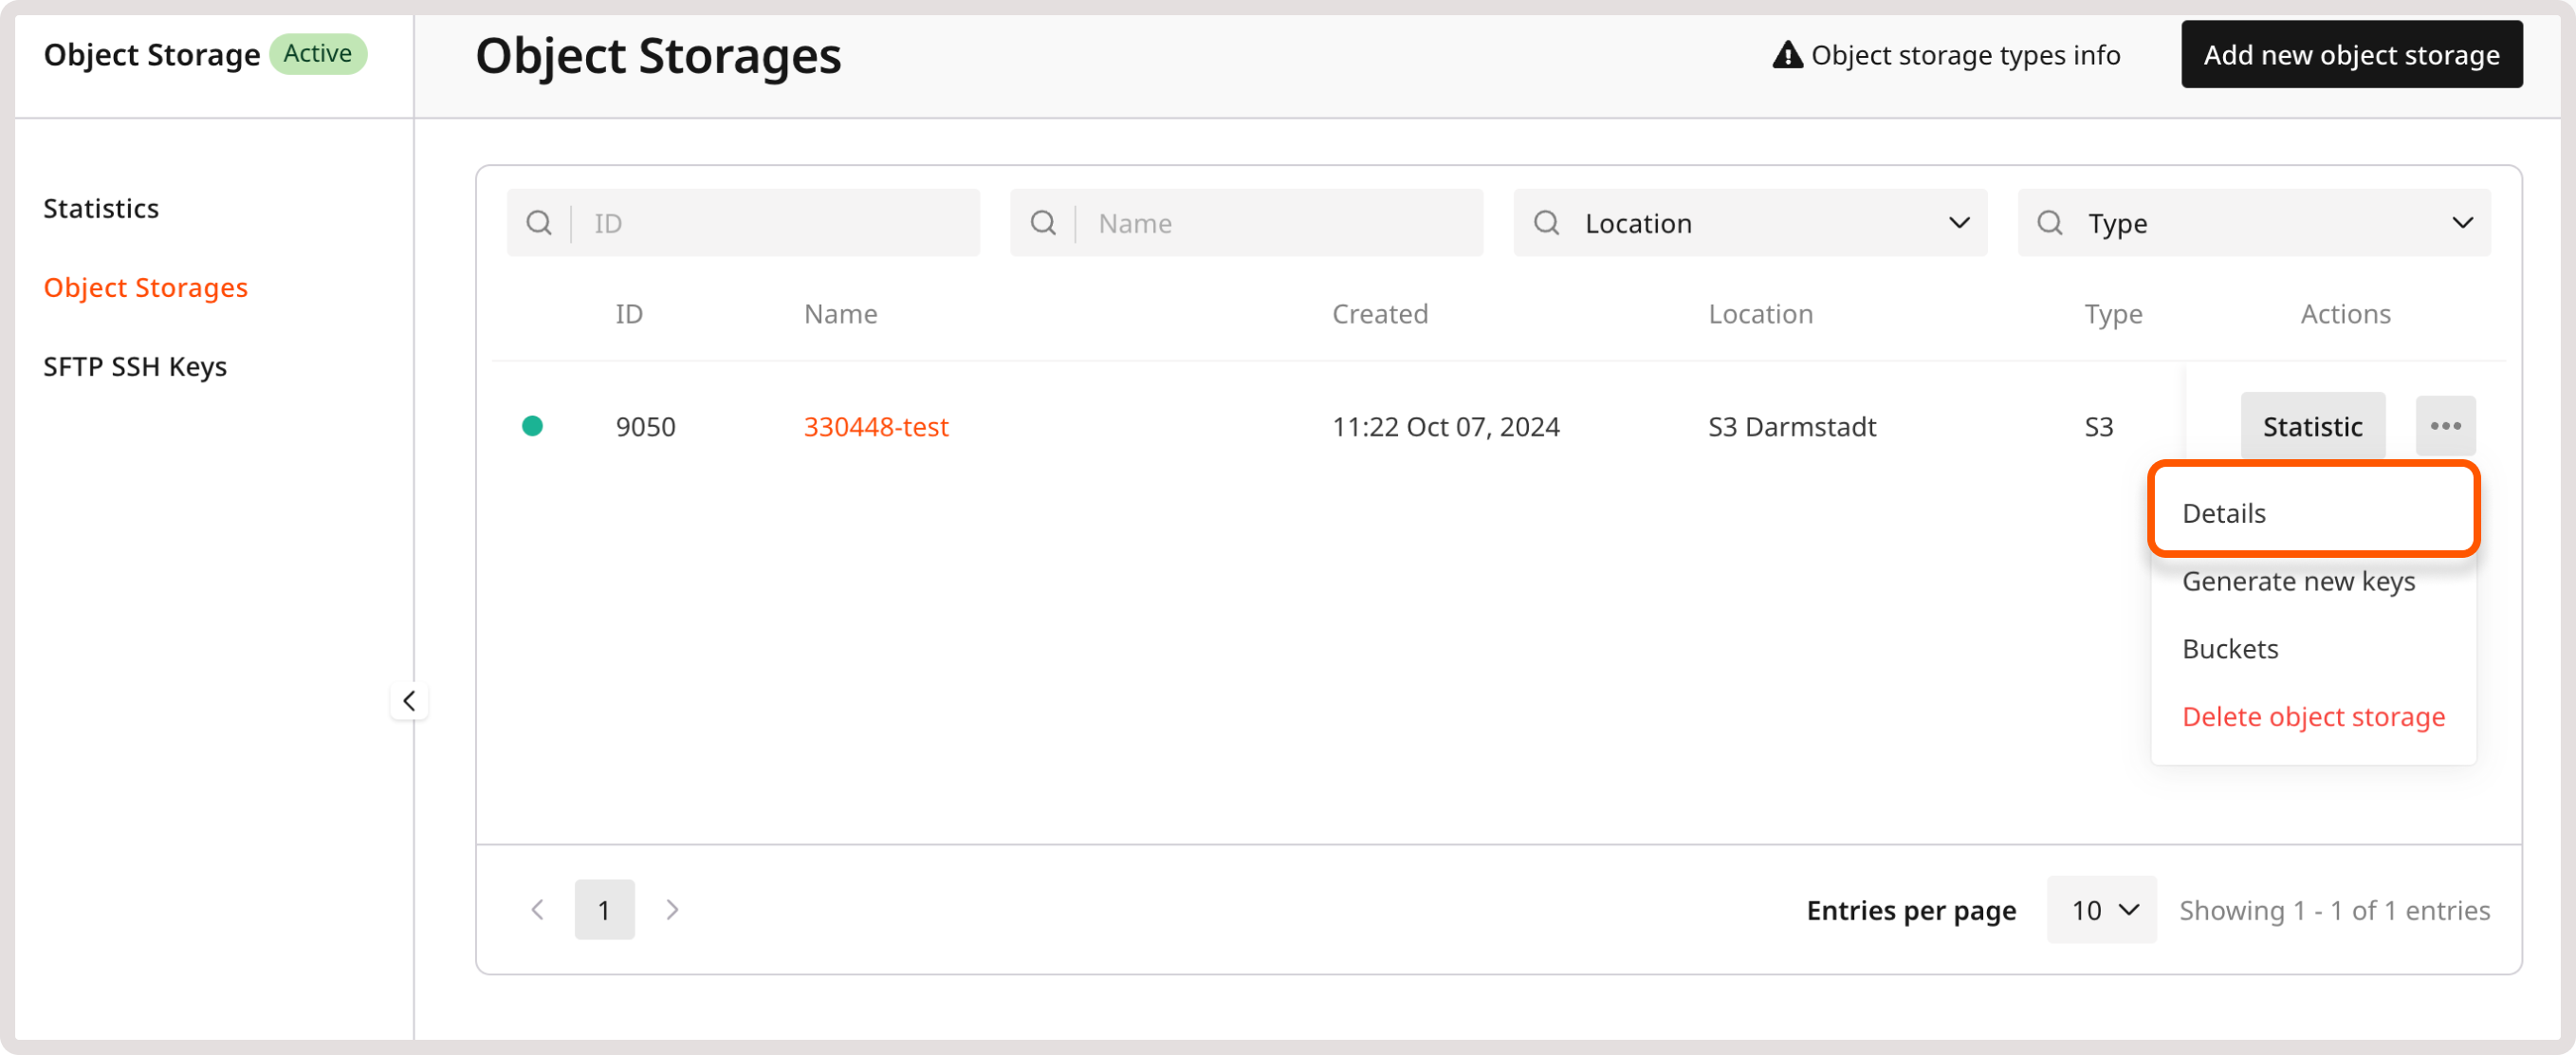 Object Storage Active
Object Storages
Object storage types info
Add new object storage
Statistics
Object Storages
SFTP SSH Keys
ID
Name
Location
Type
ID Name Created Location Type Actions
9050 330448-test 11:22 Oct 07, 2024 S3 Darmstadt S3 Statistic
Details
Generate new keys
Buckets
Delete object storage
1
Entries per page 10 Showing 1 - 1 of 1 entries